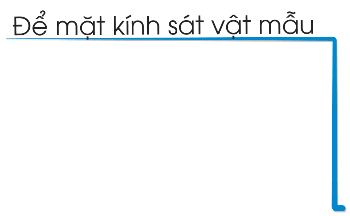 Để mặt kính sát vật mẫu